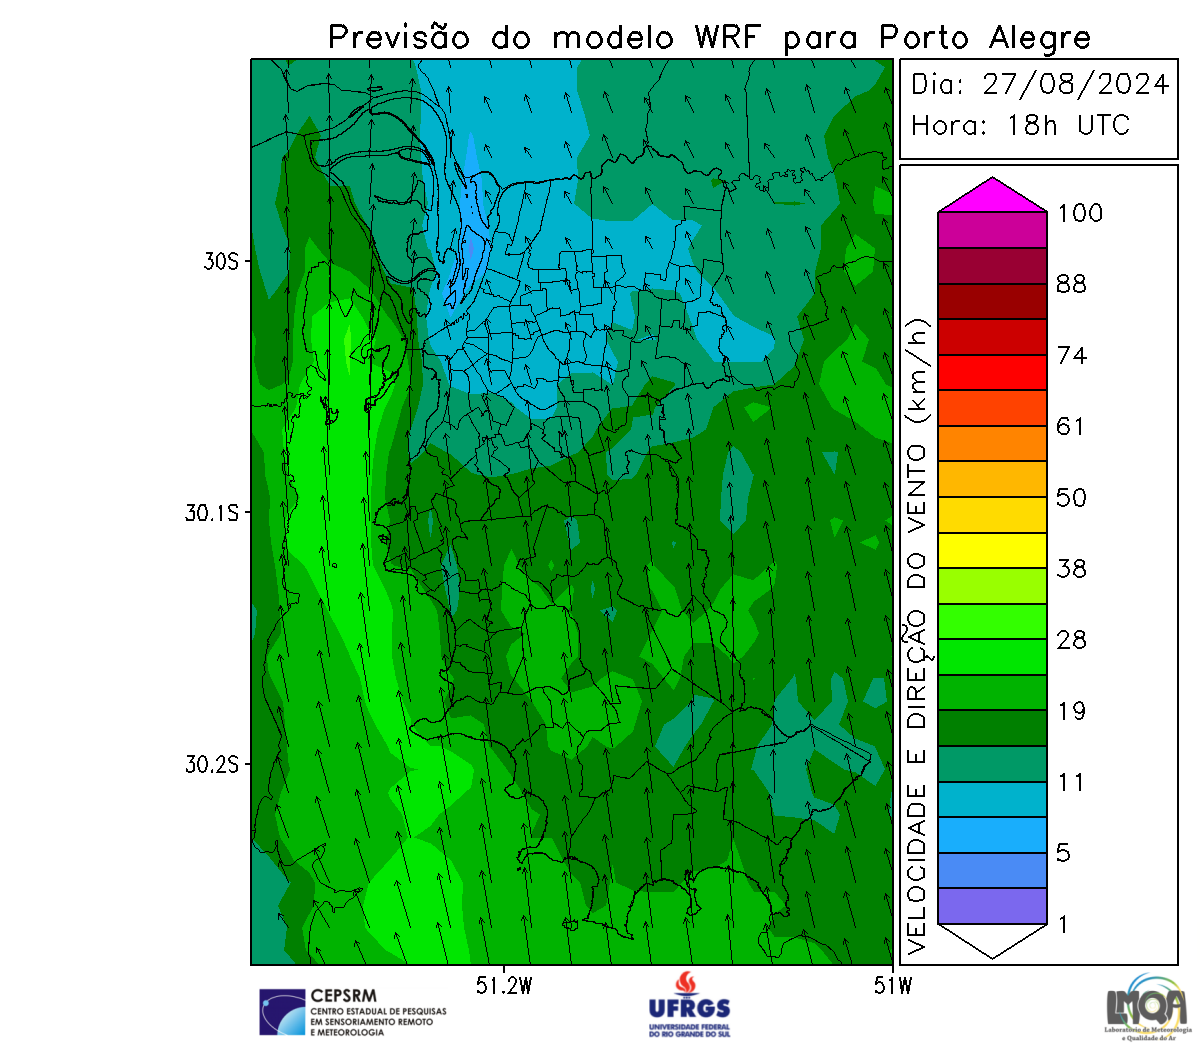 Previsão do modelo WRF para Porto Alegre
Dia: 27/08/2024
Hora: 18h UTC
VELOCIDADE E DIREÇÃO DO VENTO (km/h)
100
88
74
61
50
38
28
19
11
5
1
30S
30.1S
30.2S
51.2W
51W
CEPSRM
CENTRO ESTADUAL DE PESQUISAS
EM SENSORIAMENTO REMOTO
E METEOROLOGIA
UFRGS
UNIVERSIDADE FEDERAL
DO RIO GRANDE DO SUL
LMQA
Laboratório de Meteorologia
e Qualidade do Ar